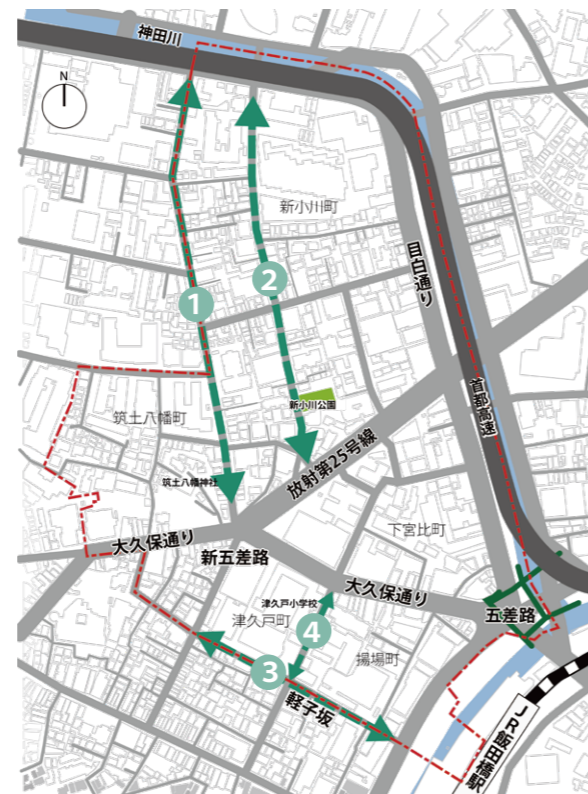 神田川
N
新小川町
目白通り
2
1
首都高速
新小川公園
筑土八幡町
放射第25号線
筑土八幡神社
下宮比町
大久保通り
新五差路
大久保通り
津久戸小学校
五差路
津久戸町
4
揚場町
3
軽子坂
JR飯田橋駅